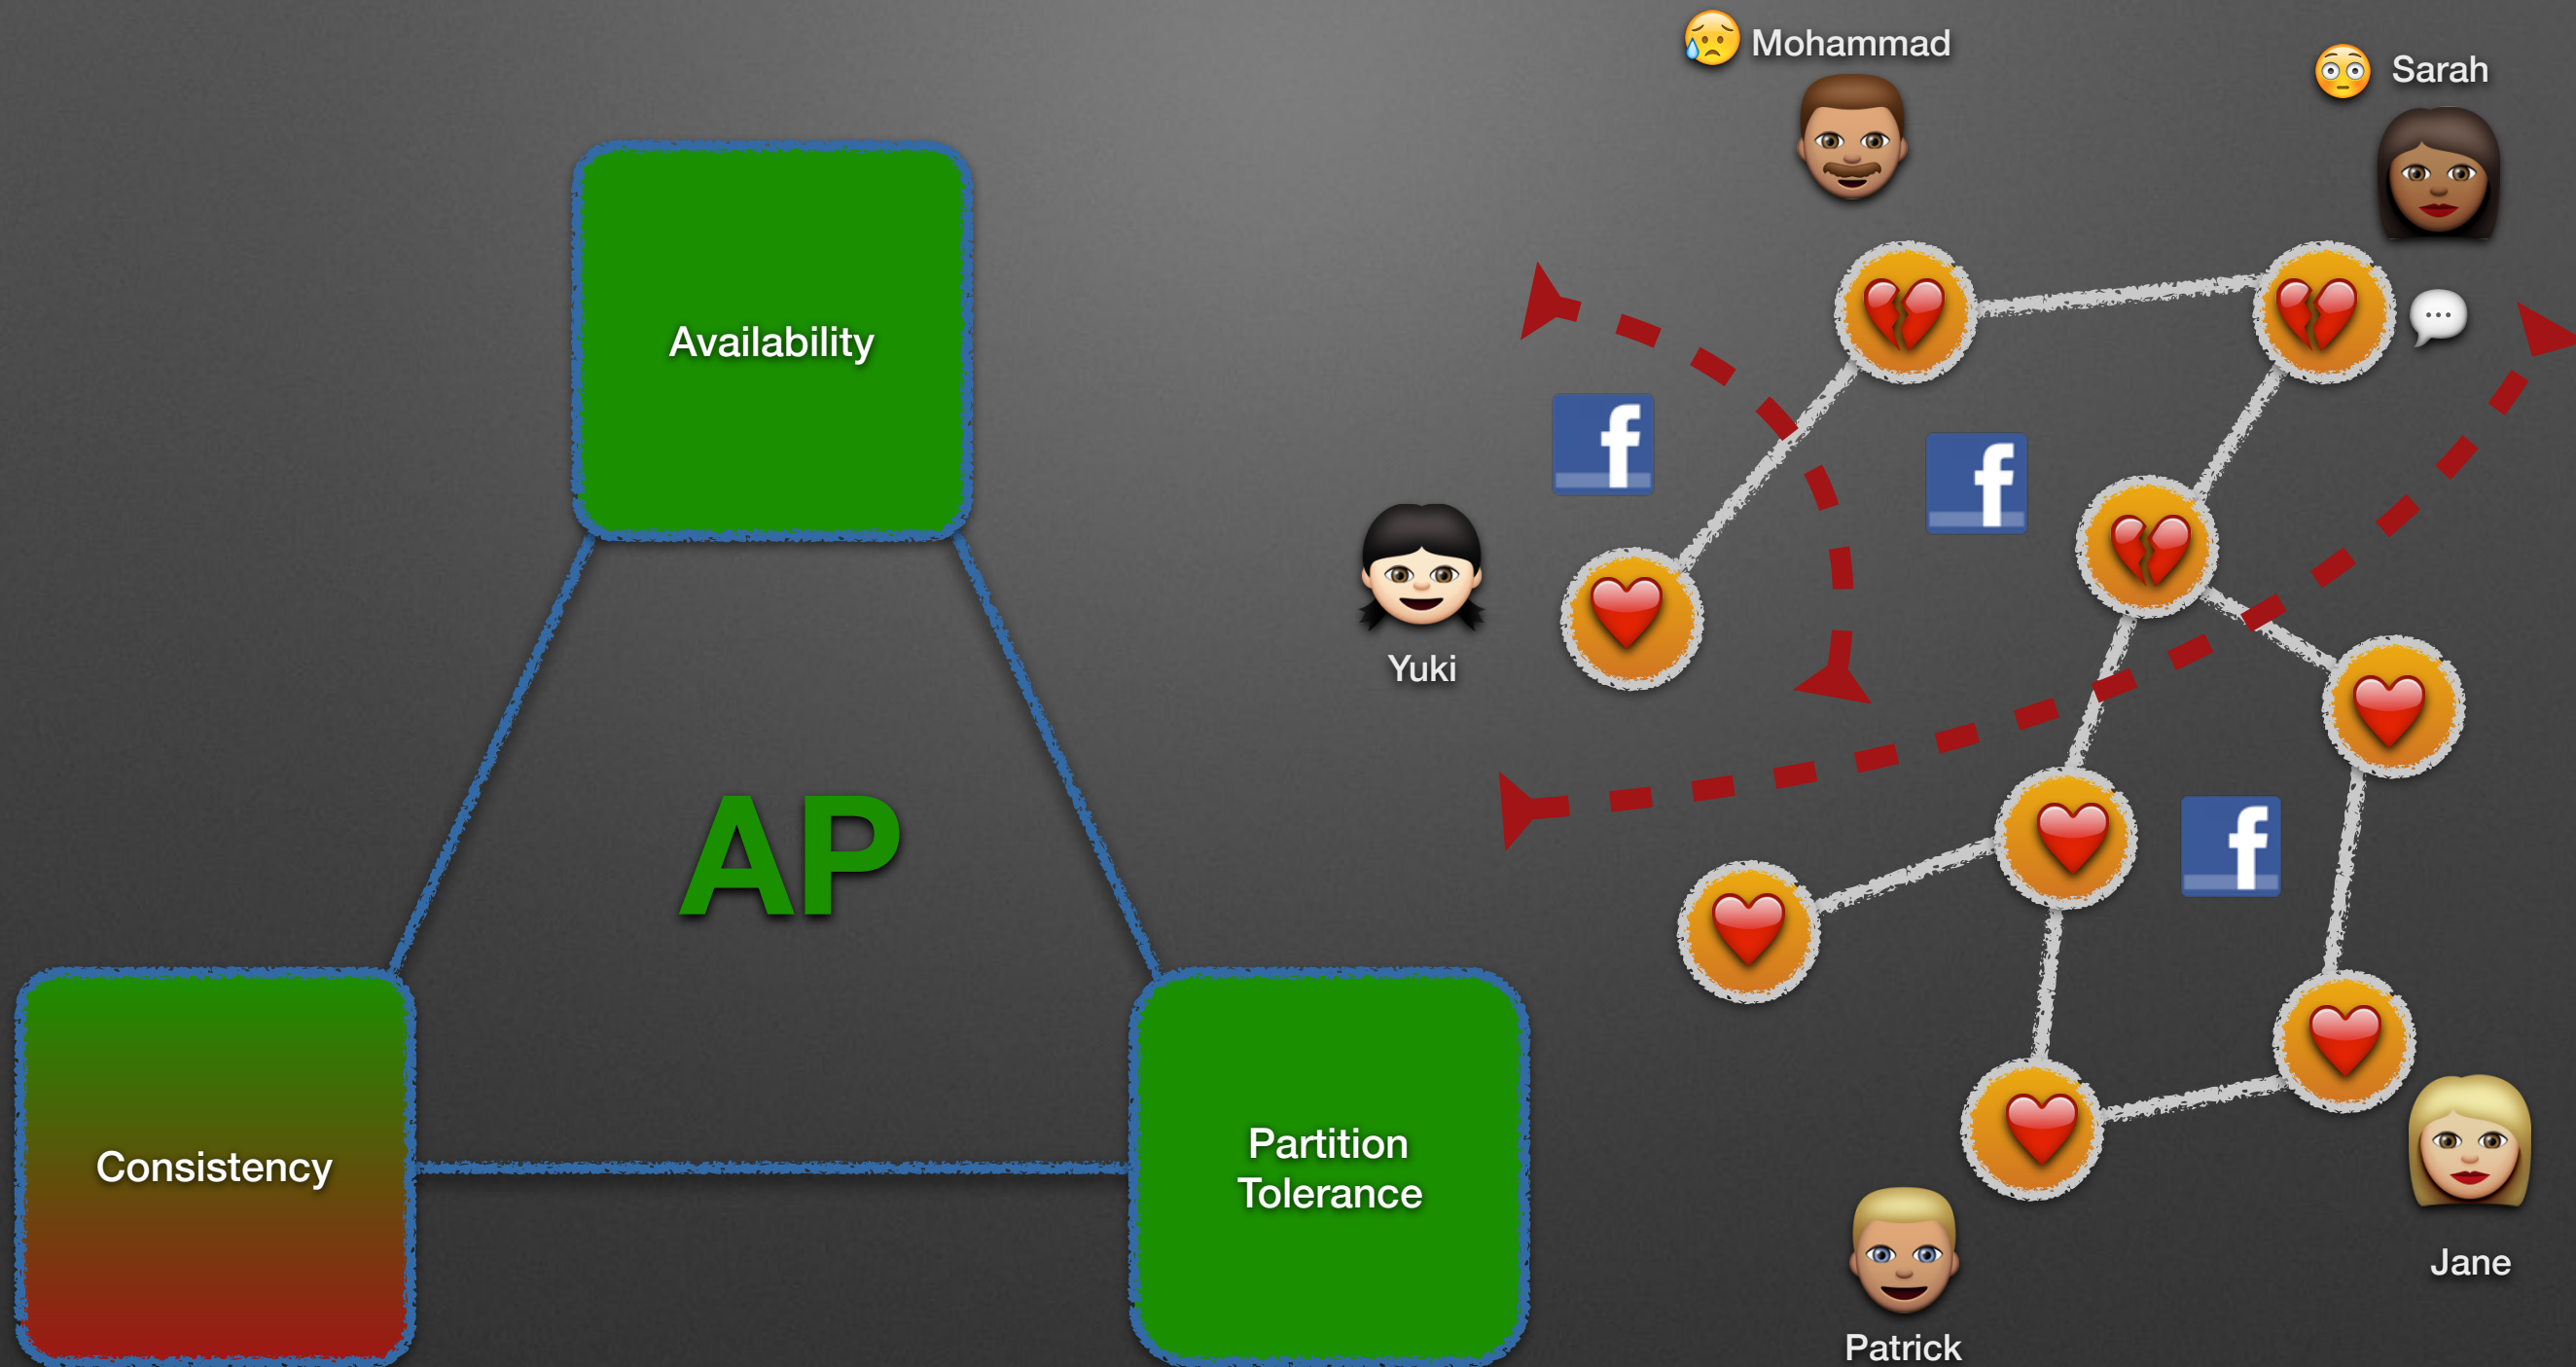 Mohammad
Sarah
Availability
f
f
Yuki
AP
f
Consistency
Partition
Tolerance
Jane
Patrick